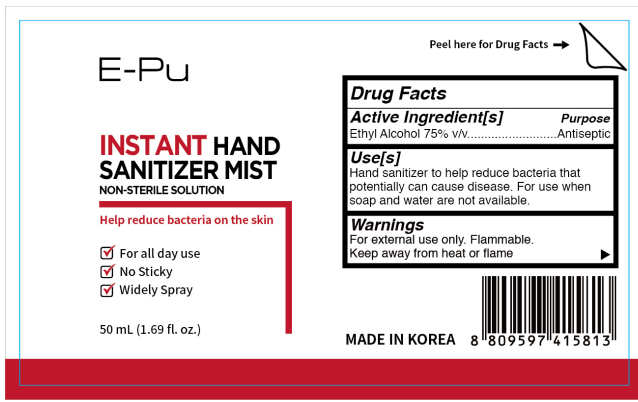 Peel here for Drug Facts →
E-Pu
INSTANT HAND
SANITIZER MIST
NON-STERILE SOLUTION
Help reduce bacteria on the skin
For all day use
No Sticky
Widely Spray
50 mL (1.69 fl. oz.)
Drug Facts
Active Ingredient[s] Purpose
Ethyl Alcohol 75% v/v..........................Antiseptic
Use[s]
Hand sanitizer to help reduce bacteria that
potentially can cause disease. For use when
soap and water are not available.
Warnings
For external use only. Flammable.
Keep away from heat or flame
MADE IN KOREA
8 809597 415813